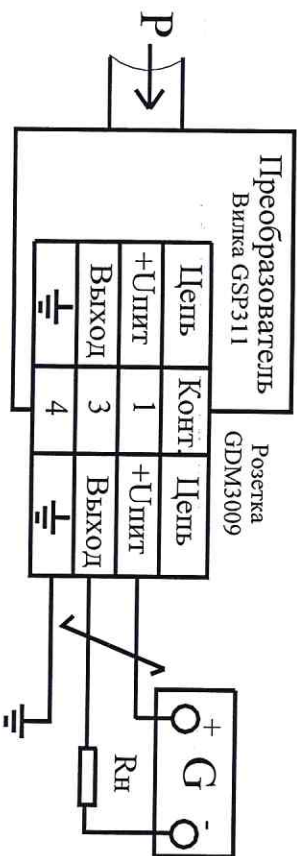 P
Преобразователь
Вилка GSP311
Розетка
GDM3009
Цепь Конт. Цепь
+Uпит 1 +Uпит
Выход 3 Выход
4
+ G -
Rн